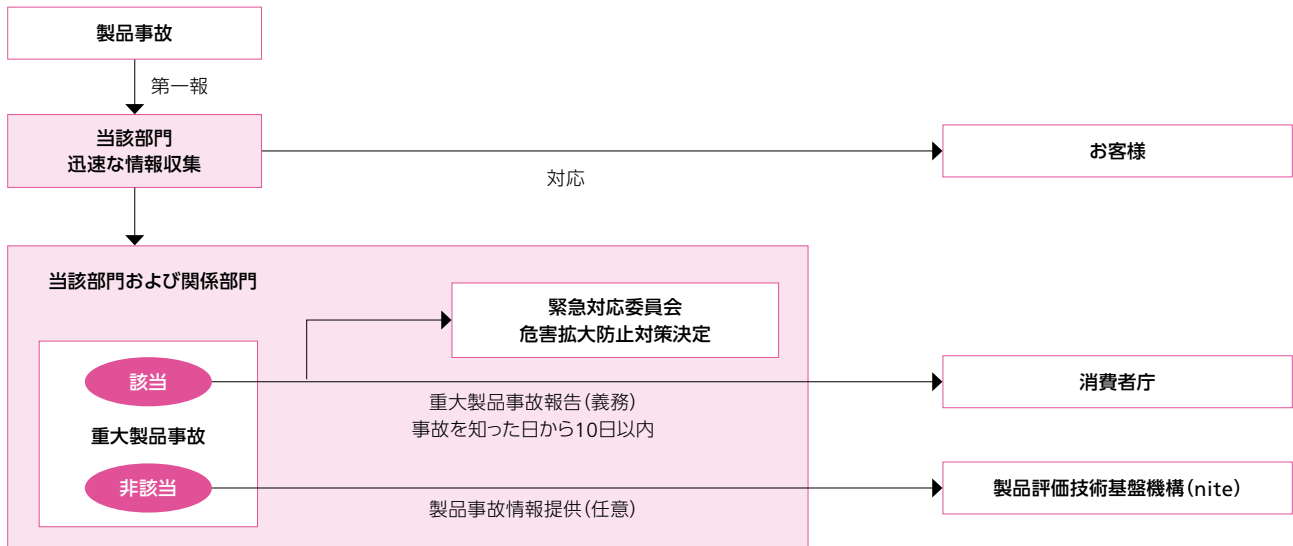 製品事故
第一報
当該部門
迅速な情報収集
お客様
対応
当該部門および関係部門
緊急対応委員会
危害拡大防止対策決定
該当
消費者庁
重大製品事故報告(義務)
事故を知った日から10日以内
重大製品事故
非該当
製品評価技術基盤機構(nite)
製品事故情報提供(任意)